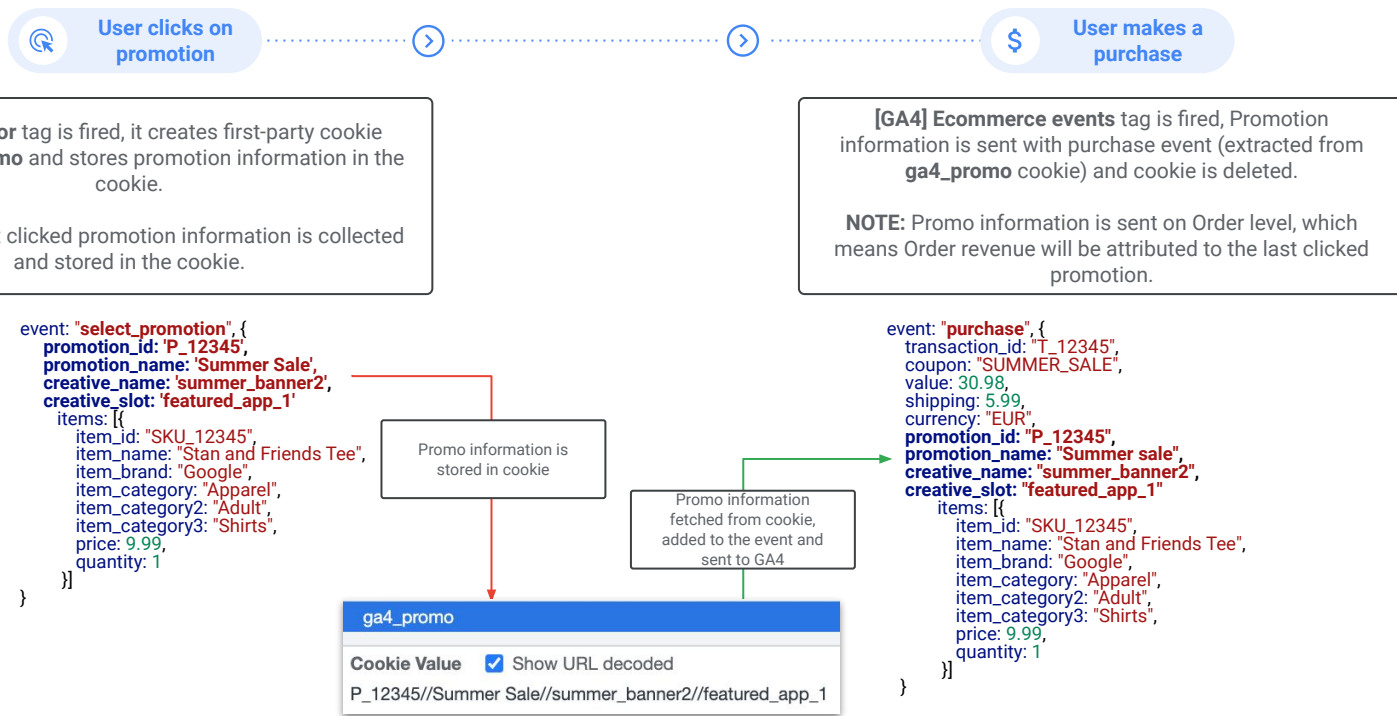 User clicks on
promotion
$
User makes a
purchase
tag is fired, it creates first-party cookie
and stores promotion information in the
cookie.
clicked promotion information is collected
and stored in the cookie.
[GA4] Ecommerce events tag is fired, Promotion
information is sent with purchase event (extracted from
ga4_promo cookie) and cookie is deleted.
NOTE: Promo information is sent on Order level, which
means Order revenue will be attributed to the last clicked
promotion.
event: "select_promotion", {
promotion_id: 'P_12345',
promotion_name: 'Summer Sale',
creative_name: 'summer_banner2',
creative_slot: 'featured_app_1'
items: [{
item_id: "SKU_12345",
item_name: "Stan and Friends Tee",
item_brand: "Google",
item_category: "Apparel",
item_category2: "Adult",
item_category3: "Shirts",
price: 9.99,
quantity: 1
}]
}
Promo information is
stored in cookie
Promo information
fetched from cookie,
added to the event and
sent to GA4
ga4_promo
Cookie Value Show URL decoded
P_12345//Summer Sale//summer_banner2//featured_app_1
event: "purchase", {
transaction_id: "T_12345",
coupon: "SUMMER_SALE",
value: 30.98,
shipping: 5.99,
currency: "EUR",
promotion_id: "P_12345",
promotion_name: "Summer sale",
creative_name: "summer_banner2",
creative_slot: "featured_app_1"
items: [{
item_id: "SKU_12345",
item_name: "Stan and Friends Tee",
item_brand: "Google",
item_category: "Apparel",
item_category2: "Adult",
item_category3: "Shirts",
price: 9.99,
quantity: 1
}]
}